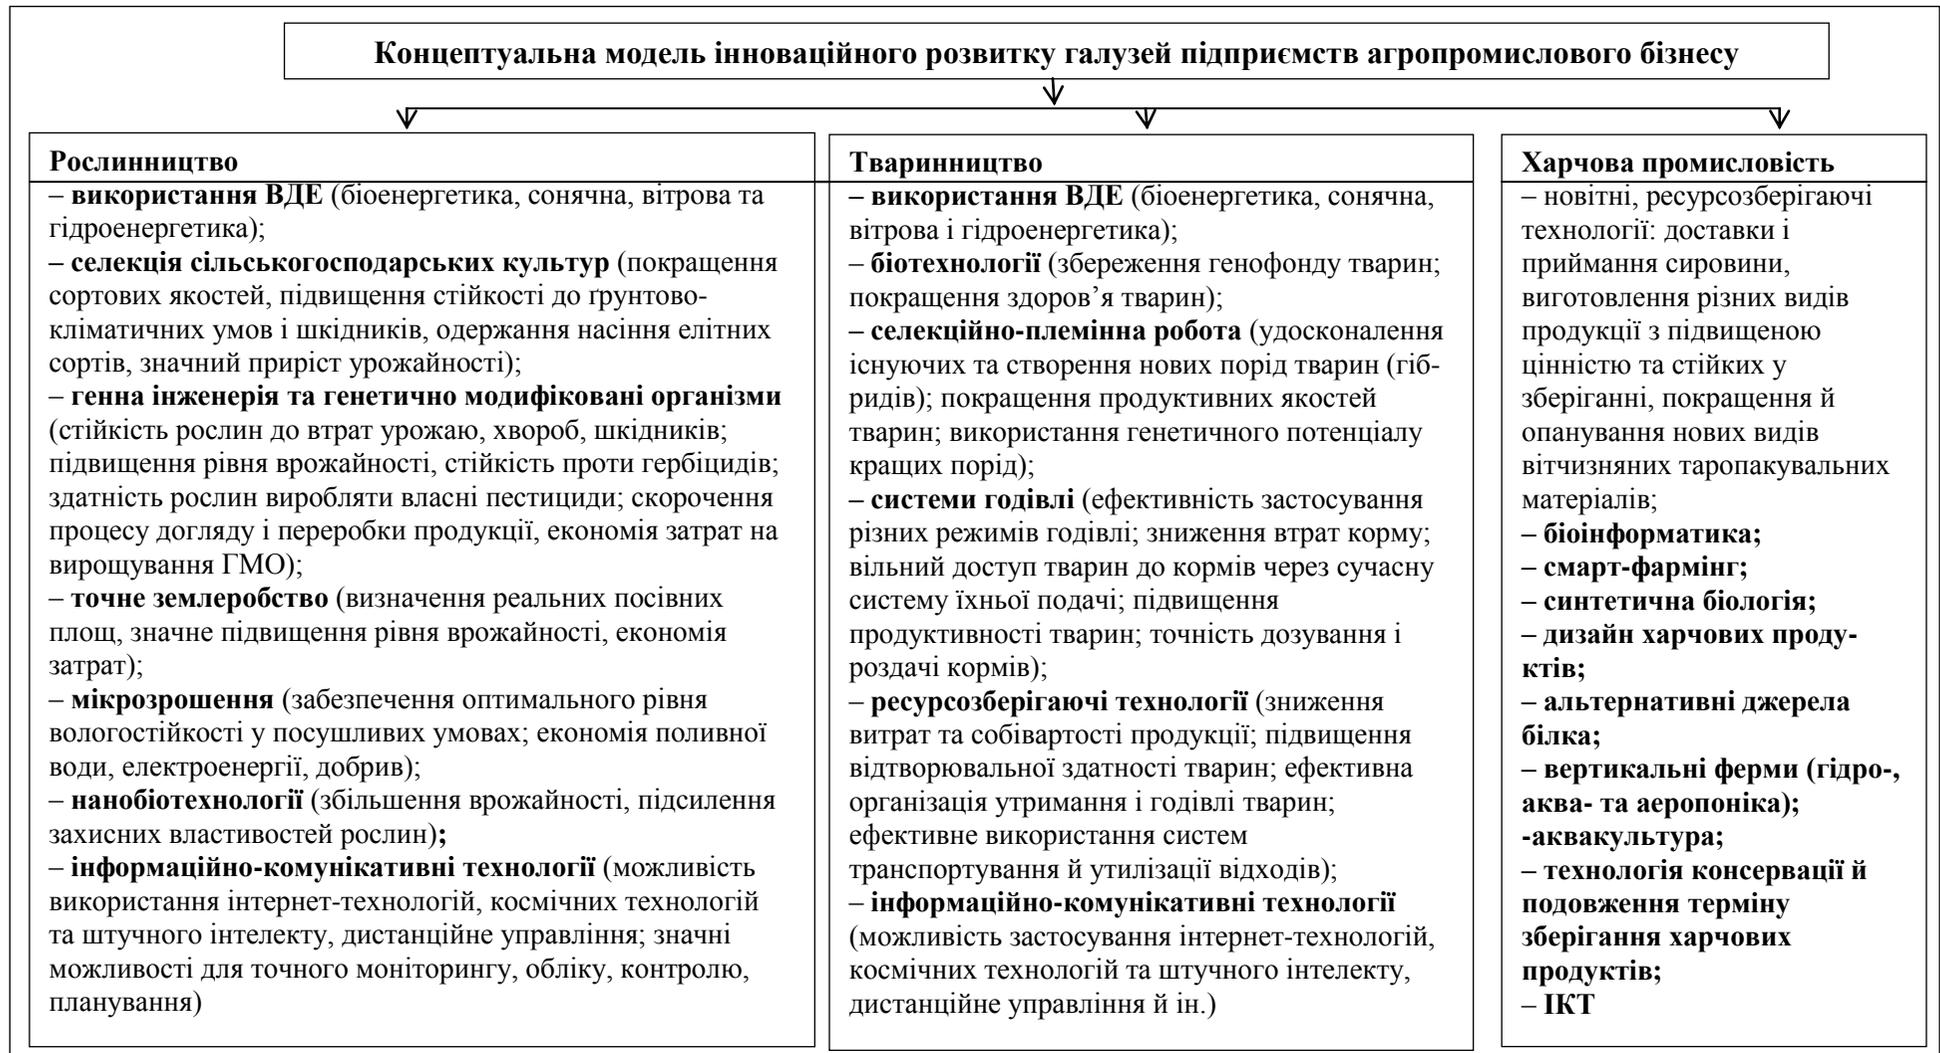 Концептуальна модель інноваційного розвитку галузей підприємств агропромислового бізнесу
Рослинництво
– використання ВДЕ (біоенергетика, сонячна, вітрова та
гідроенергетика);
– селекція сільськогосподарських культур (покращення
сортових якостей, підвищення стійкості до ґрунтово-
кліматичних умов і шкідників, одержання насіння елітних
сортів, значний приріст урожайності);
– генна інженерія та генетично модифіковані організми
(стійкість рослин до втрат урожаю, хвороб, шкідників;
підвищення рівня врожайності, стійкість проти гербіцидів;
здатність рослин виробляти власні пестициди; скорочення
процесу догляду і переробки продукції, економія затрат на
вирощування ГМО);
– точне землеробство (визначення реальних посівних
площ, значне підвищення рівня врожайності, економія
затрат);
– мікрозрошення (забезпечення оптимального рівня
вологостійкості у посушливих умовах; економія поливної
води, електроенергії, добрив);
– нанобіотехнології (збільшення врожайності, підсилення
захисних властивостей рослин);
– інформаційно-комунікативні технології (можливість
використання інтернет-технологій, космічних технологій
та штучного інтелекту, дистанційне управління; значні
можливості для точного моніторингу, обліку, контролю,
планування)
Тваринництво
– використання ВДЕ (біоенергетика, сонячна,
вітрова і гідроенергетика);
– біотехнології (збереження генофонду тварин;
покращення здоров’я тварин);
– селекційно-племінна робота (удосконалення
існуючих та створення нових порід тварин (гіб-
ридів); покращення продуктивних якостей
тварин; використання генетичного потенціалу
кращих порід);
– системи годівлі (ефективність застосування
різних режимів годівлі; зниження втрат корму;
вільний доступ тварин до кормів через сучасну
систему їхньої подачі; підвищення
продуктивності тварин; точність дозування і
роздачі кормів);
– ресурсозберігаючі технології (зниження
витрат та собівартості продукції; підвищення
відтворювальної здатності тварин; ефективна
організація утримання і годівлі тварин;
ефективне використання систем
транспортування й утилізації відходів);
– інформаційно-комунікативні технології
(можливість застосування інтернет-технологій,
космічних технологій та штучного інтелекту,
дистанційне управління й ін.)
Харчова промисловість
– новітні, ресурсозберігаючі
технології: доставки і
приймання сировини,
виготовлення різних видів
продукції з підвищеною
цінністю та стійких у
зберіганні, покращення й
опанування нових видів
вітчизняних таропакувальних
матеріалів;
– біоінформатика;
– смарт-фармінг;
– синтетична біологія;
– дизайн харчових проду-
ктів;
– альтернативні джерела
білка;
– вертикальні ферми (гідро-,
аква- та аеропоніка);
-аквакультура;
– технологія консервації й
подовження терміну
зберігання харчових
продуктів;
– ІКТ